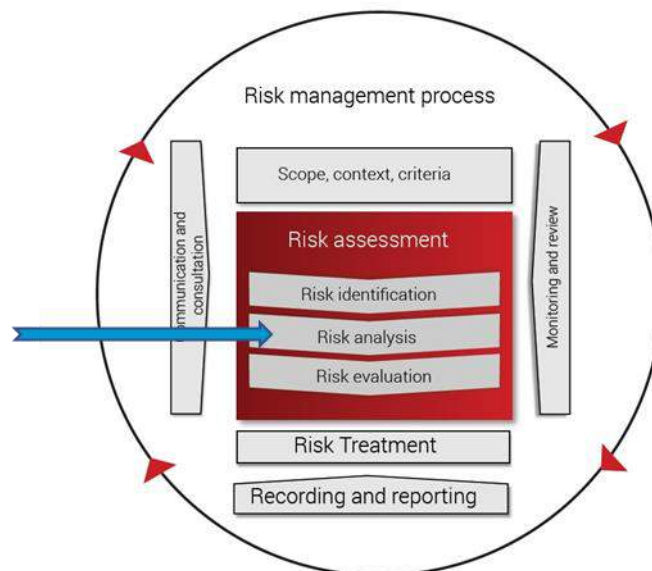 Risk management process
Scope, context, criteria
Communication and
consultation
Risk assessment
Risk identification
Risk analysis
Risk evaluation
Monitoring and review
Risk Treatment
Recording and reporting